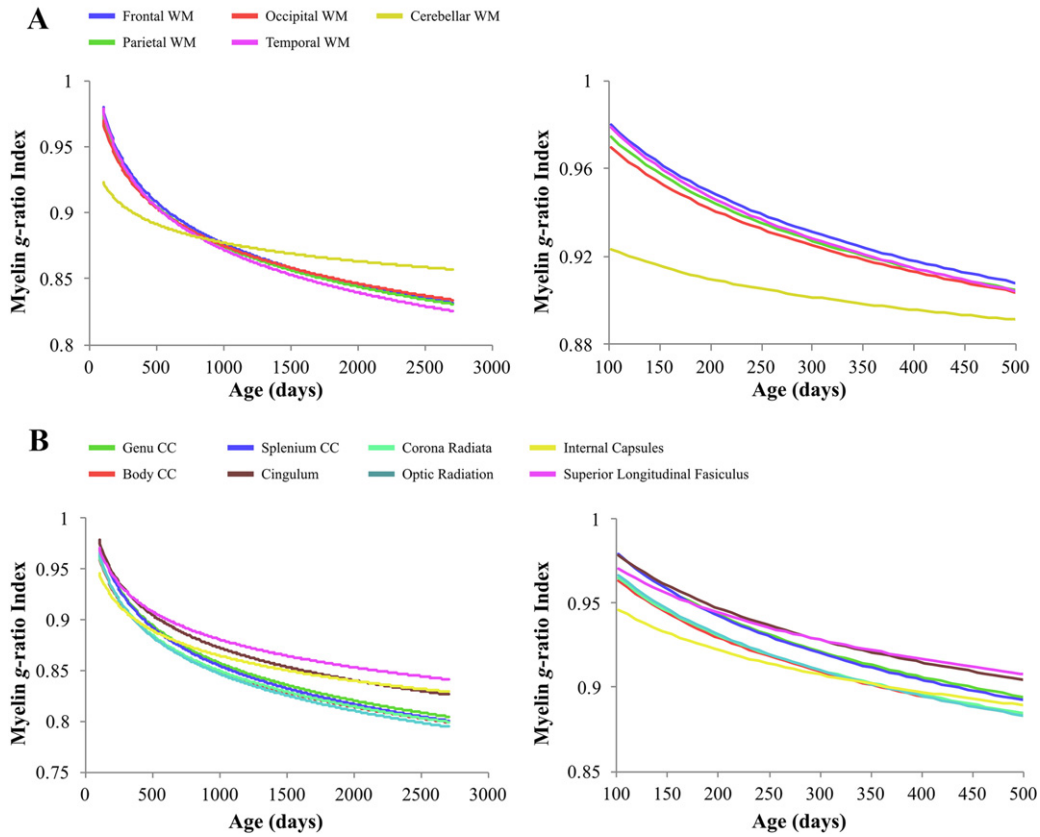 A
Frontal WM Occipital WM Cerebellar WM
Parietal WM Temporal WM
Myelin g-ratio Index
1
0.95
0.9
0.85
0.8
0 500 1000 1500 2000 2500 3000
Age (days)
Myelin g-ratio Index
1
0.96
0.92
0.88
100 150 200 250 300 350 400 450 500
Age (days)
B
Genu CC Splenium CC Corona Radiata Internal Capsules
Body CC Cingulum Optic Radiation Superior Longitudinal Fasiculus
Myelin g-ratio Index
1
0.95
0.9
0.85
0.8
0.75
0 500 1000 1500 2000 2500 3000
Age (days)
Myelin g-ratio Index
1
0.95
0.9
0.85
100 150 200 250 300 350 400 450 500
Age (days)